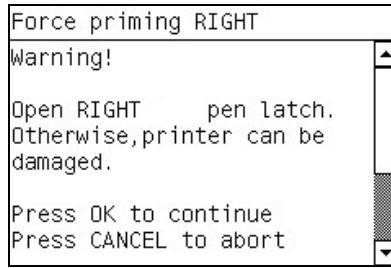 Force priming RIGHT
Warning!
Open RIGHT pen latch.
Otherwise,printer can be
damaged.
Press OK to continue
Press CANCEL to abort